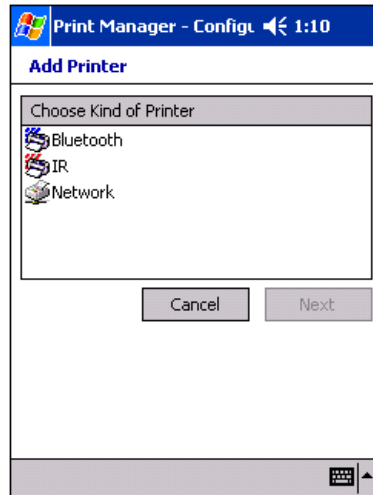 Print Manager - Configu 1:10
Add Printer
Choose Kind of Printer
Bluetooth
IR
Network
Cancel Next